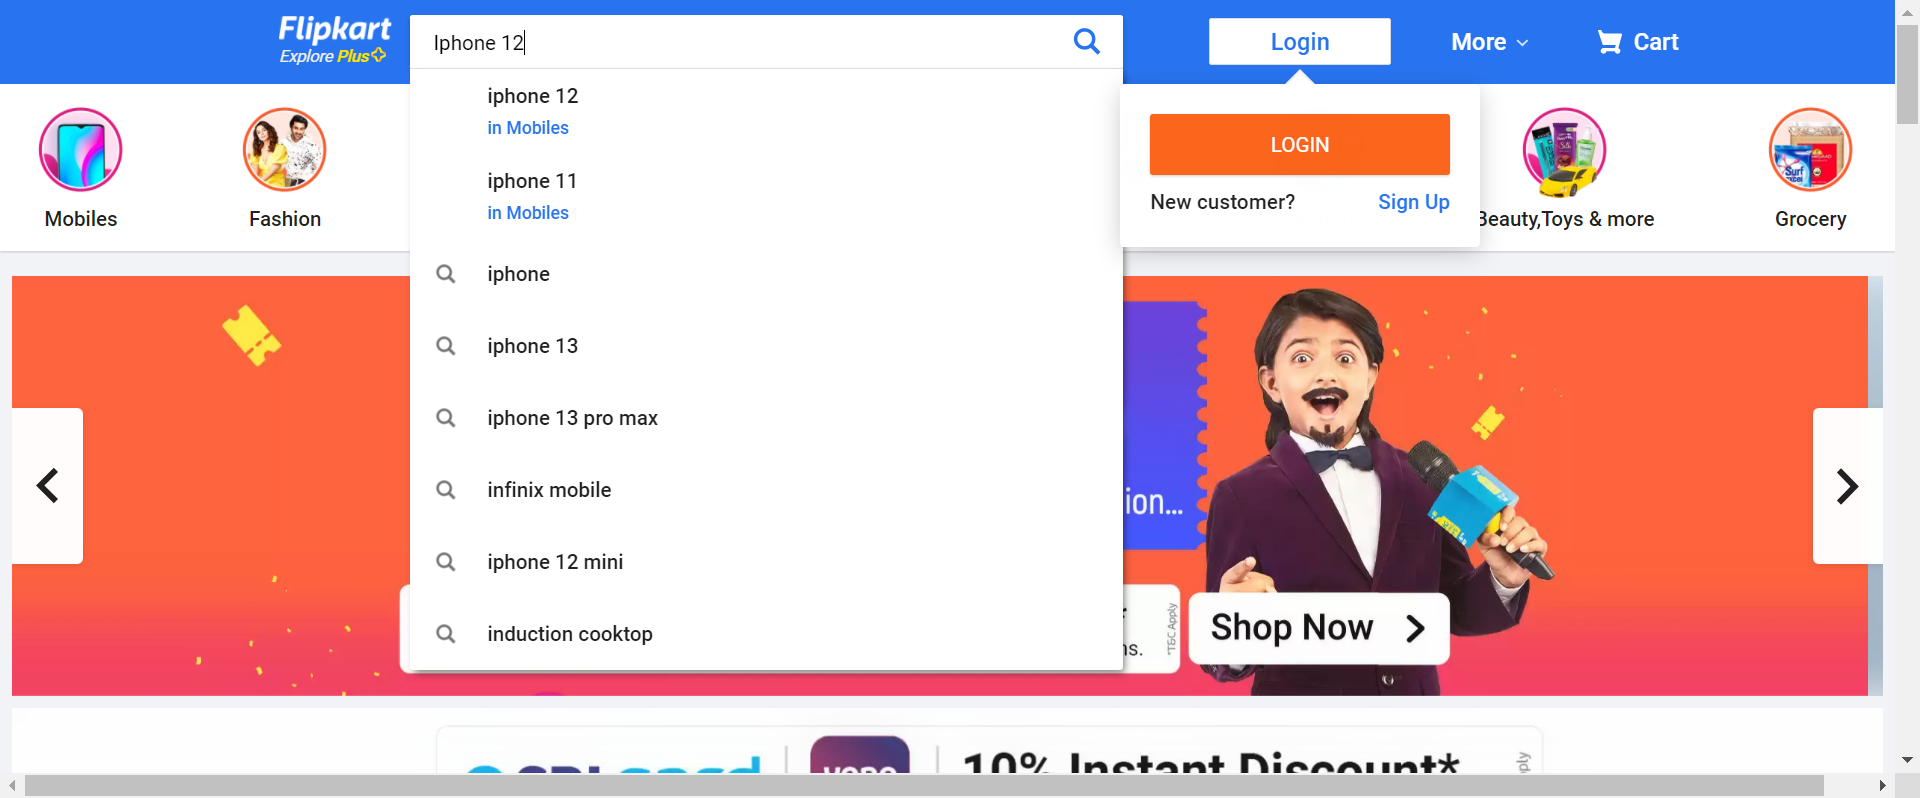 Flipkart
Explore Plus
Iphone 12
Login
More
Cart
iphone 12
in Mobiles
iphone 11
in Mobiles
iphone
iphone 13
iphone 13 pro max
infinix mobile
iphone 12 mini
induction cooktop
LOGIN
New customer?
Sign Up
Mobiles
Fashion
Beauty,Toys & more
Grocery
ion...
ns.
*T&C Apply
Shop Now
10% Instant Discount*